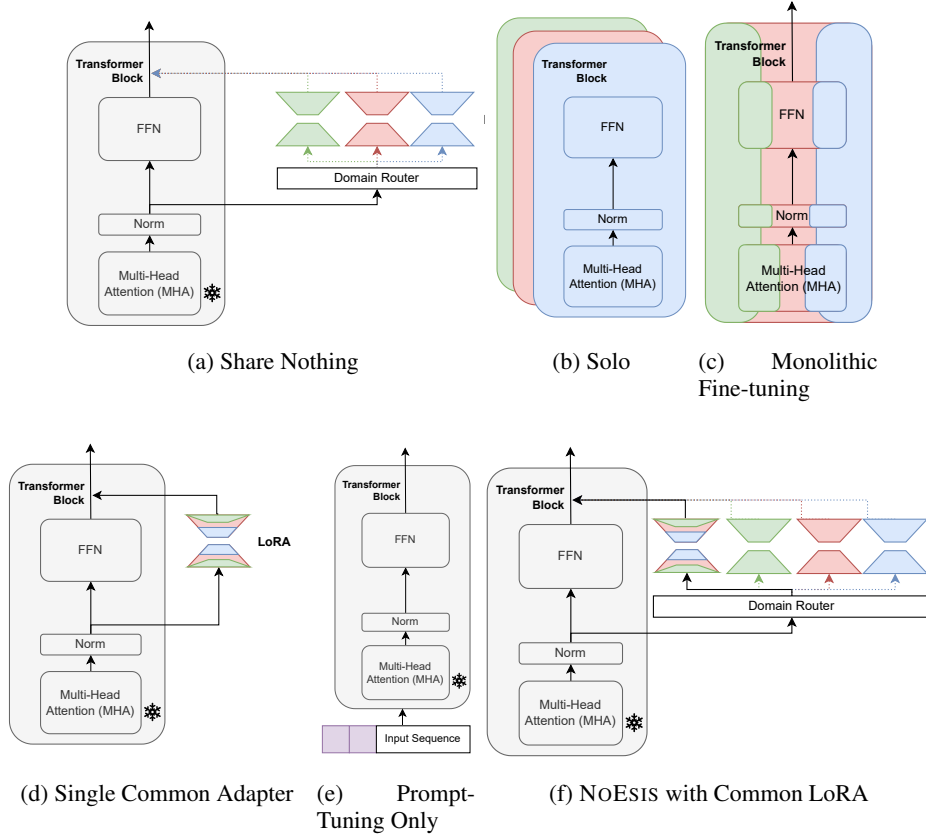 Transformer
Block
FFN
Norm
Multi-Head
Attention (MHA)
Domain Router
(a) Share Nothing
Transformer
Block
FFN
Norm
Multi-Head
Attention (MHA)
(b) Solo
Transformer
Block
FFN
Norm
Multi-Head
Attention (MHA)
(c) Monolithic
Fine-tuning
Transformer
Block
FFN
Norm
Multi-Head
Attention (MHA)
LoRA
(d) Single Common Adapter
Transformer
Block
FFN
Norm
Multi-Head
Attention (MHA)
Input Sequence
(e) Prompt-
Tuning Only
Transformer
Block
FFN
Norm
Multi-Head
Attention (MHA)
Domain Router
(f) NOESIS with Common LoRA